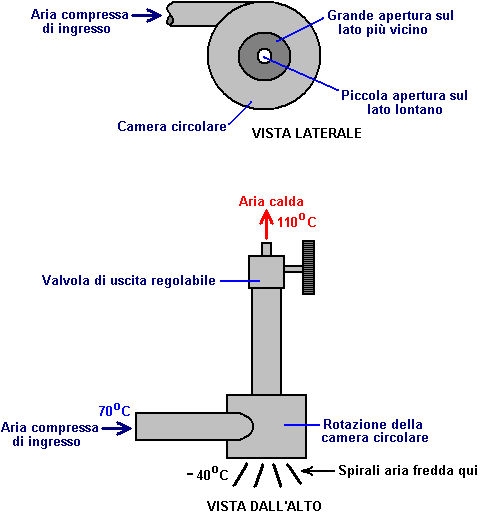 Aria compressa
di ingresso
Grande apertura sul
lato più vicino
Piccola apertura sul
lato lontano
Camera circolare
VISTA LATERALE
Aria calda
110°C
Valvola di uscita regolabile
70°C
Aria compressa
di ingresso
Rotazione della
camera circolare
-40°C
Spirali aria fredda qui
VISTA DALL'ALTO